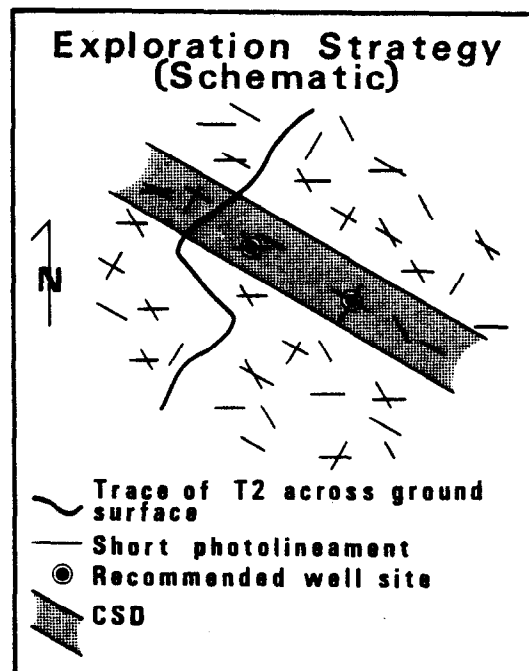 Exploration Strategy
(Schematic)
N
Trace of T2 across ground
surface
Short photolineament
Recommended well site
CSD